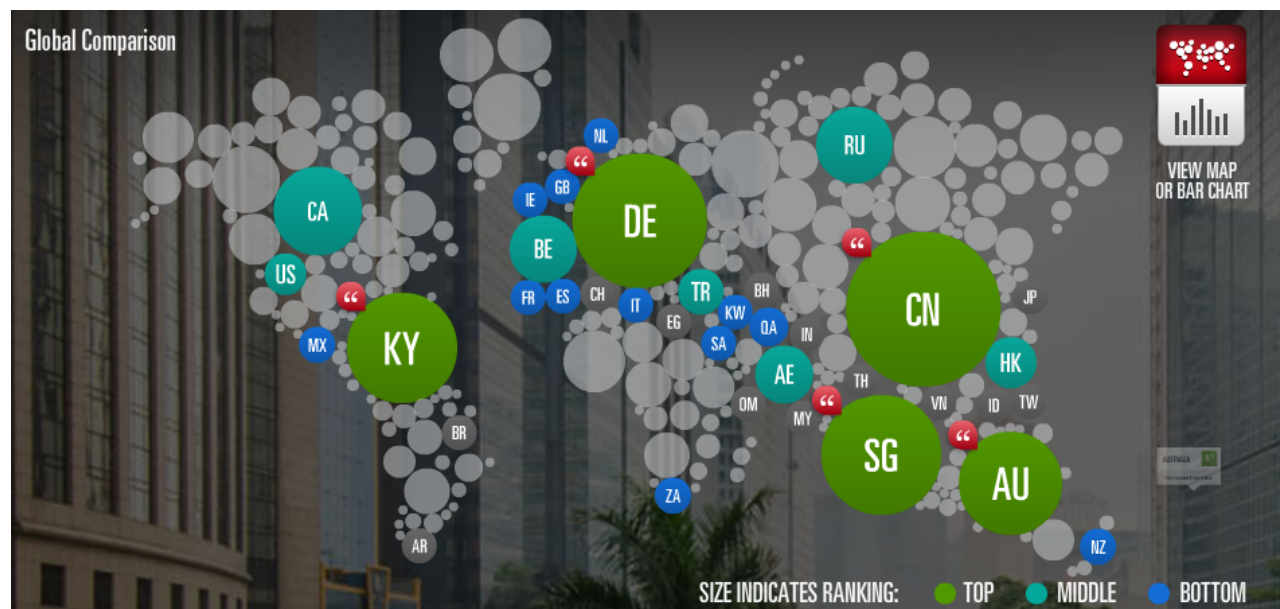 Global Comparison
NL
RU
VIEW MAP
OR BAR CHART
GB
IE
CA
DE
BE
US
TR
BH
FR
ES
CH
IT
KW
EG
QA
IN
SA
CN
JP
KY
MX
HK
AE
TH
OM
MY
VN
ID
TW
BR
SG
AU
AUSTRALIA
ZA
AR
NZ
SIZE INDICATES RANKING: TOP MIDDLE BOTTOM